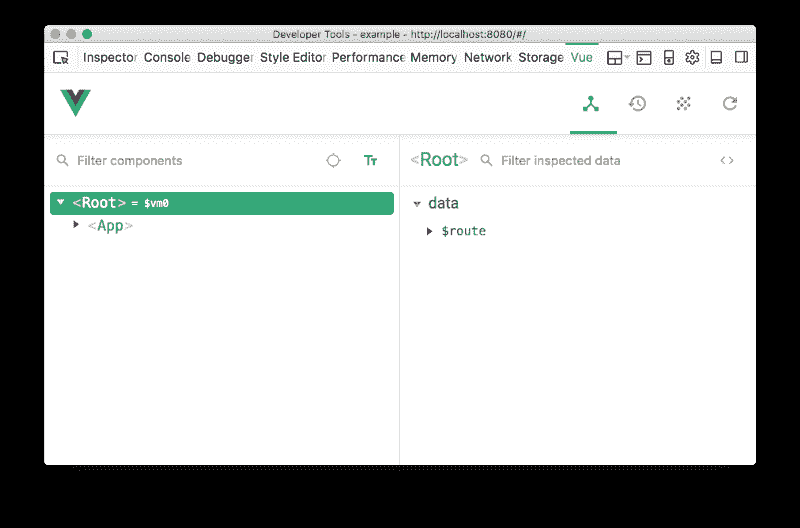 Developer Tools - example - http://localhost:8080/#/
Inspector Console Debugger Style Editor Performance Memory Network Storage Vue
Filter components Tт <Root> Filter inspected data < >
<Root> = $vm0 data
<App> $route